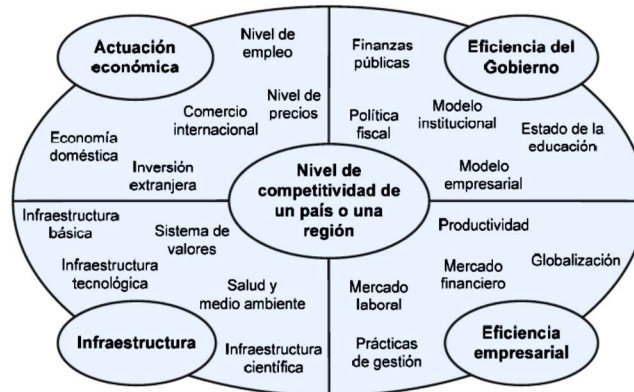 Actuación
económica
Nivel de
empleo
Nivel de
precios
Comercio
internacional
Economía
doméstica
Inversión
extranjera
Finanzas
públicas
Eficiencia del
Gobierno
Política
fiscal
Modelo
institucional
Estado de la
educación
Modelo
empresarial
Nivel de
competitividad de
un país o una
región
Infraestructura
básica
Sistema de
valores
Infraestructura
tecnológica
Salud y
medio ambiente
Infraestructura
Infraestructura
científica
Productividad
Globalización
Mercado
financiero
Mercado
laboral
Prácticas
de gestión
Eficiencia
empresarial